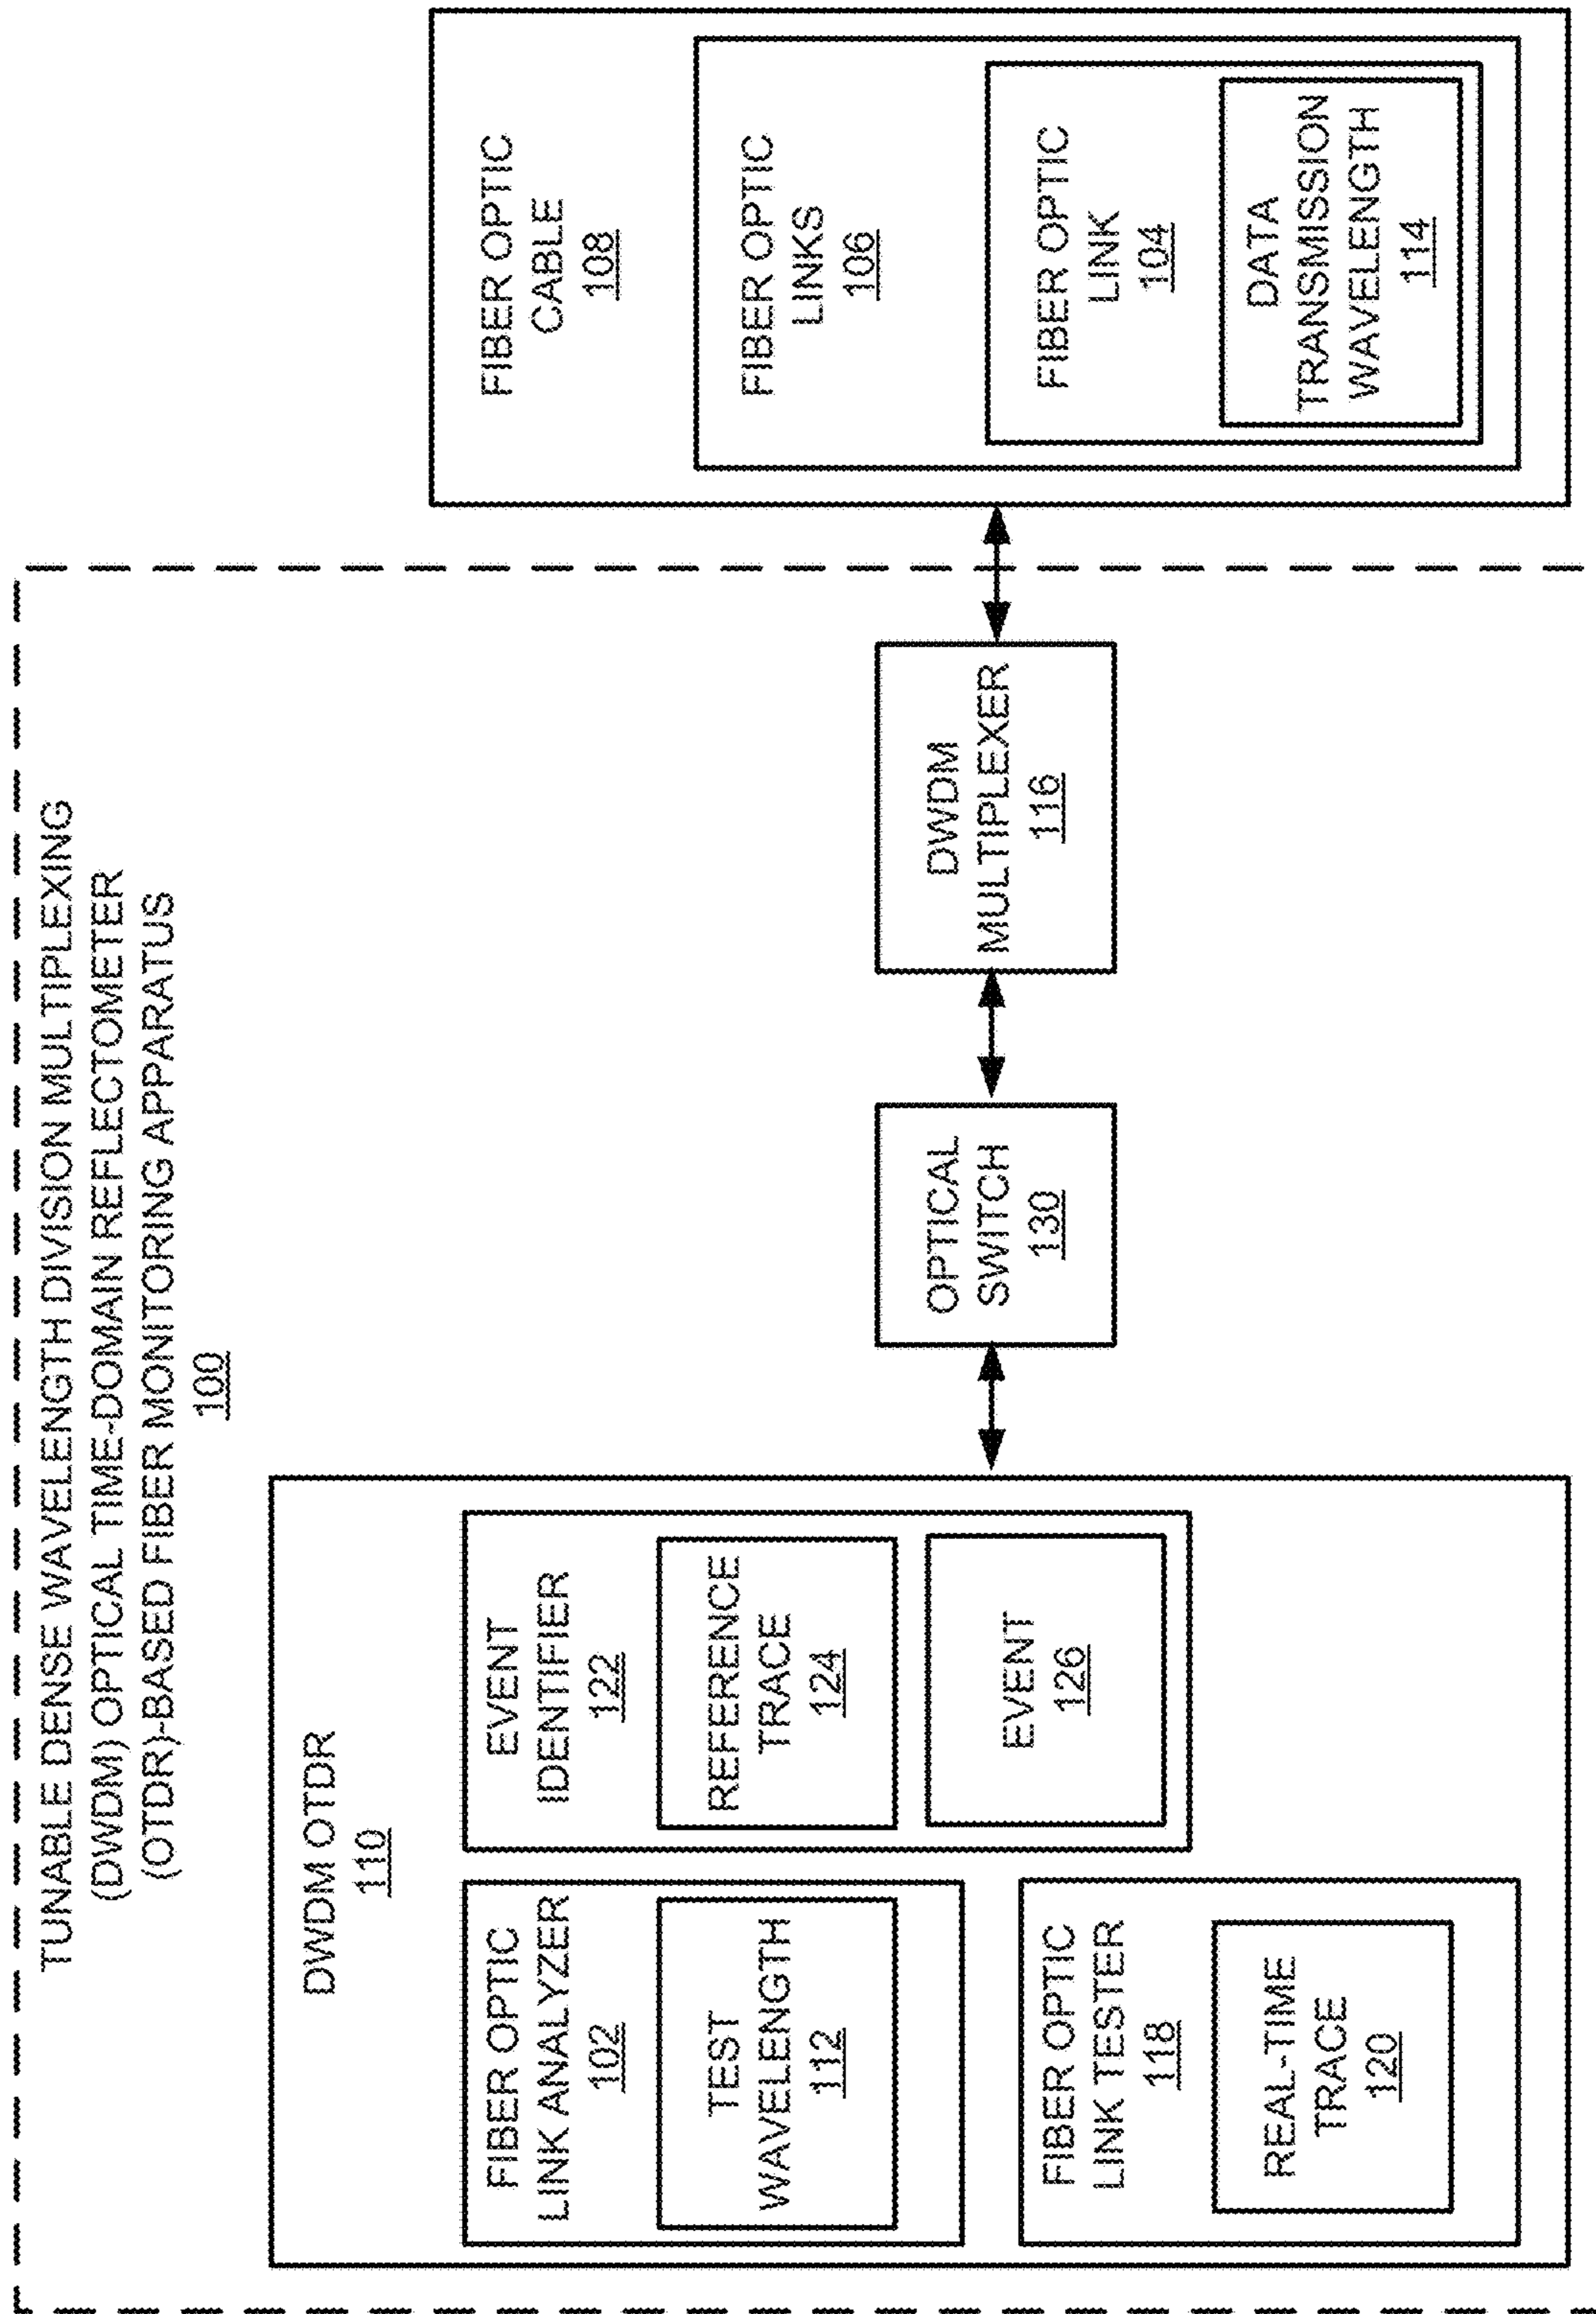 TUNABLE DENSE WAVELENGTH DIVISION MULTIPLEXING
(DWDM) OPTICAL TIME-DOMAIN REFLECTOMETER
(OTDR)-BASED FIBER MONITORING APPARATUS
100
DWDM OTDR
110
FIBER OPTIC
LINK ANALYZER
102
TEST
WAVELENGTH
112
EVENT
IDENTIFIER
122
REFERENCE
TRACE
124
EVENT
126
FIBER OPTIC
LINK TESTER
118
REAL-TIME
TRACE
120
OPTICAL
SWITCH
130
DWDM
MULTIPLEXER
116
FIBER OPTIC
CABLE
108
FIBER OPTIC
LINKS
106
FIBER OPTIC
LINK
104
DATA
TRANSMISSION
WAVELENGTH
114